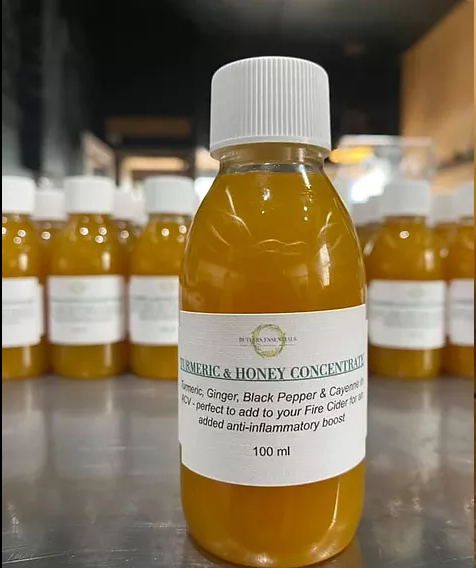 TURMERIC & HONEY CONCENTRATE
Turmeric, Ginger, Black Pepper & Cayenne in
ACV - perfect to add to your Fire Cider for an
added anti-inflammatory boost
100 ml